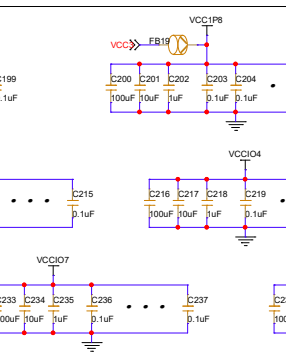 VCC1P8
VCC3
FB19
C199
.1uF
C200 C201 C202 C203 C204
100uF 10uF 1uF 0.1uF 0.1uF
VCCIO4
C215
0.1uF
C216 C217 C218 C219
100uF 10uF 1uF 0.1uF
VCCIO7
C233 C234 C235 C236 C237
00uF 10uF 1uF 0.1uF 0.1uF
100